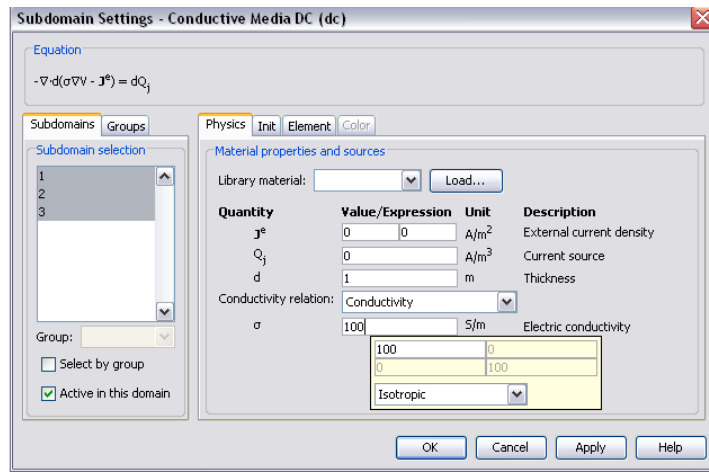 Subdomain Settings - Conductive Media DC (dc)
Equation
-∇·d(σ∇V - Jᵉ) = dQⱼ
Subdomains Groups
Physics Init Element Color
Subdomain selection
1
2
3
Material properties and sources
Library material: Load...
Quantity Value/Expression Unit Description
Jᵉ 0 0 A/m² External current density
Qⱼ 0 A/m³ Current source
d 1 m Thickness
Conductivity relation: Conductivity
σ 100 S/m Electric conductivity
100 0
0 100
Isotropic
Group:
Select by group
Active in this domain
OK Cancel Apply Help